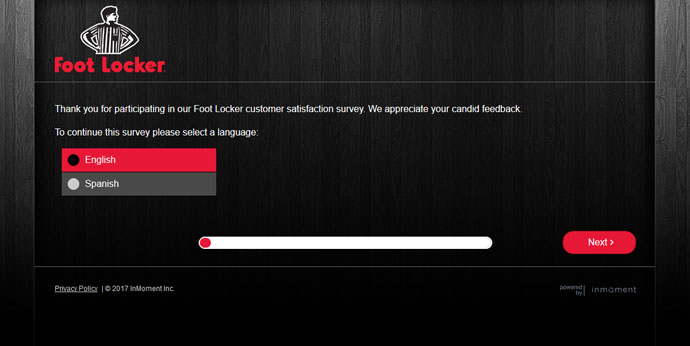 Foot Locker
Thank you for participating in our Foot Locker customer satisfaction survey. We appreciate your candid feedback.
To continue this survey please select a language:
English
Spanish
Next >
Privacy Policy | © 2017 InMoment Inc.
powered by | inmoment